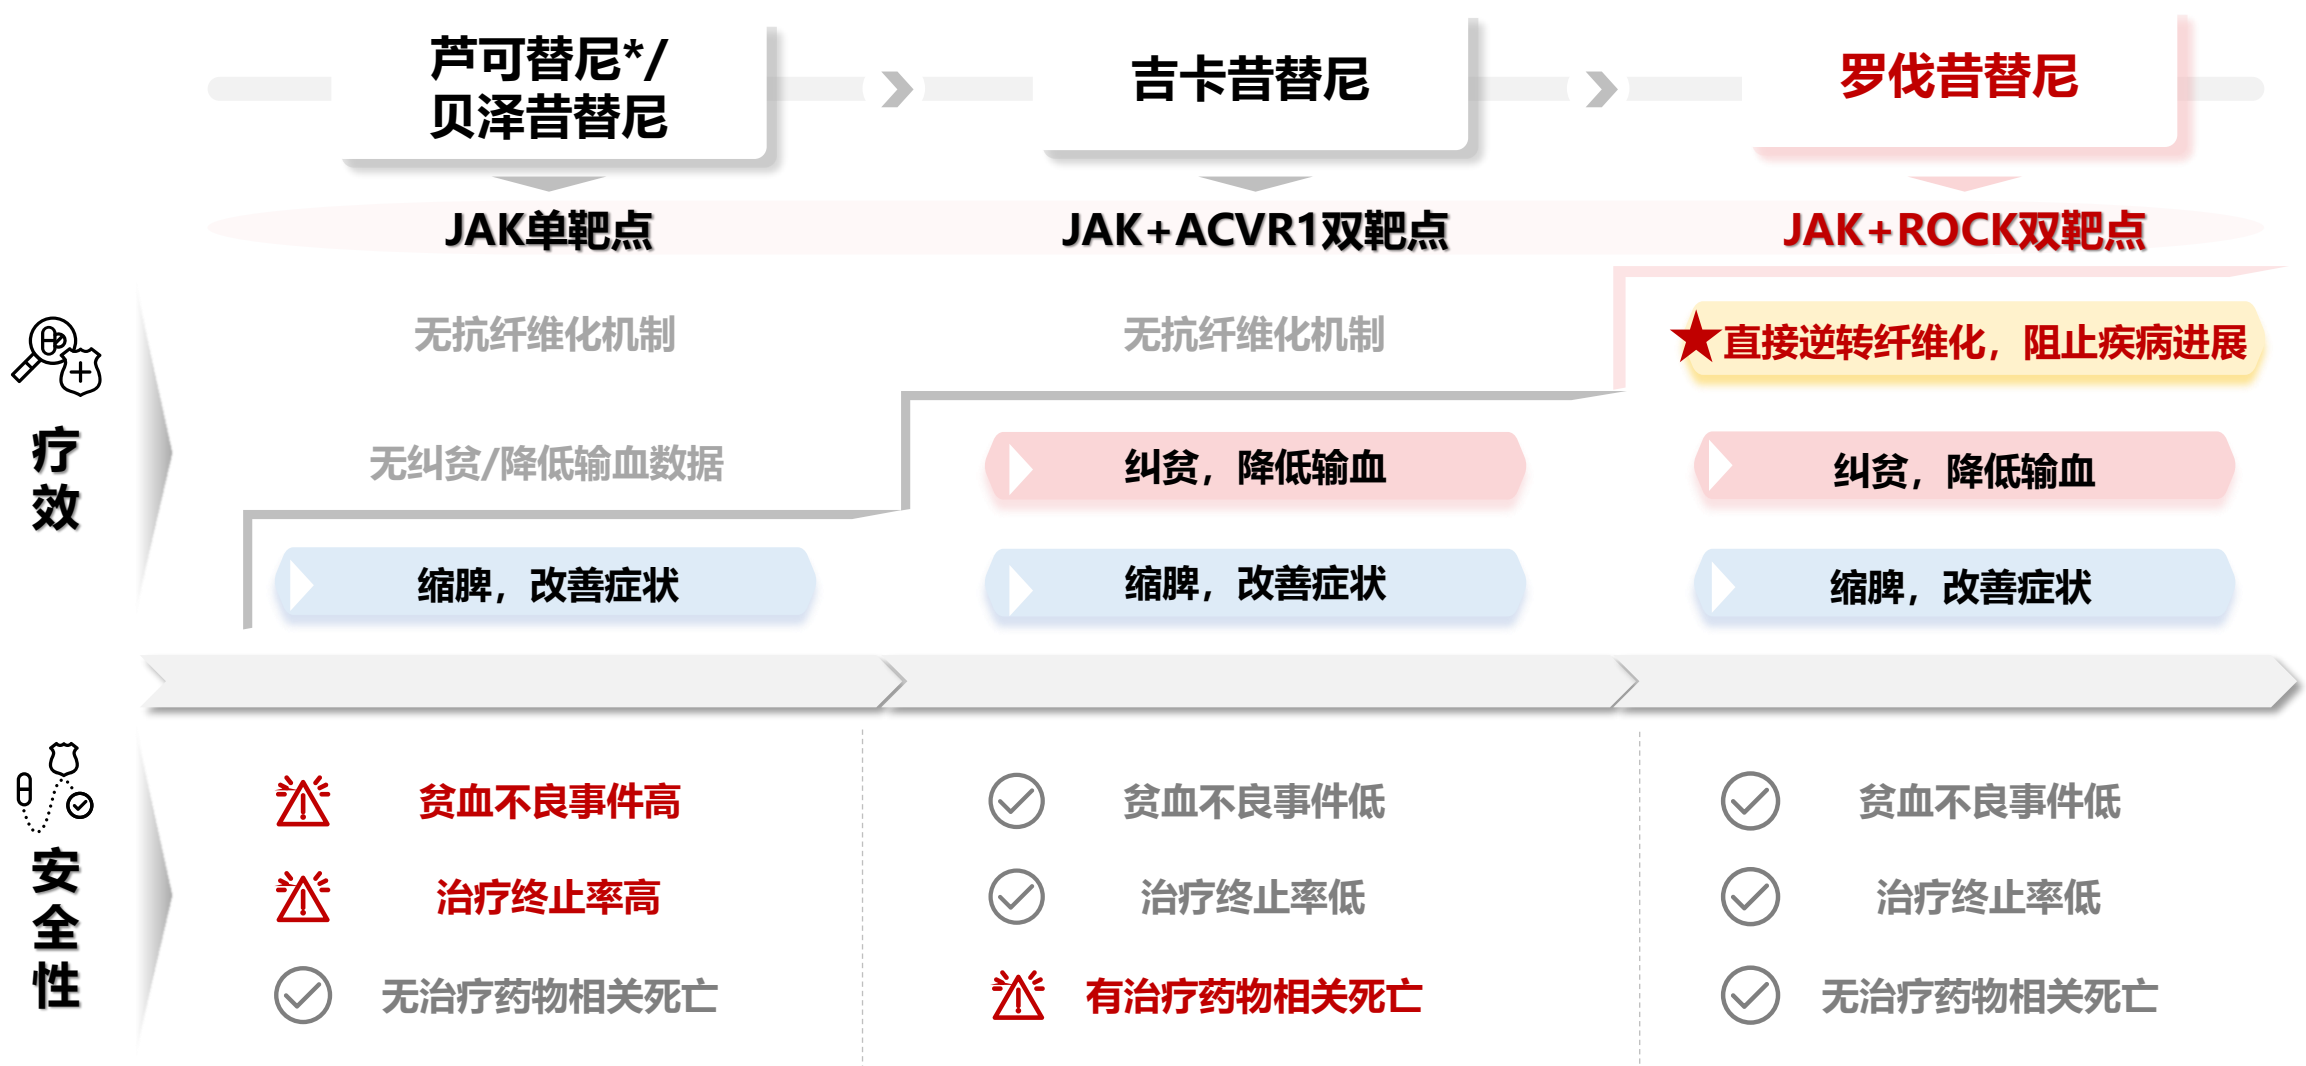 芦可替尼*/
贝泽昔替尼
吉卡昔替尼
罗伐昔替尼
JAK单靶点
JAK+ACVR1双靶点
JAK+ROCK双靶点
疗效
无抗纤维化机制
无抗纤维化机制
直接逆转纤维化，阻止疾病进展
无纠贫/降低输血数据
纠贫，降低输血
纠贫，降低输血
缩脾，改善症状
缩脾，改善症状
缩脾，改善症状
安全性
贫血不良事件高
贫血不良事件低
贫血不良事件低
治疗终止率高
治疗终止率低
治疗终止率低
无治疗药物相关死亡
有治疗药物相关死亡
无治疗药物相关死亡